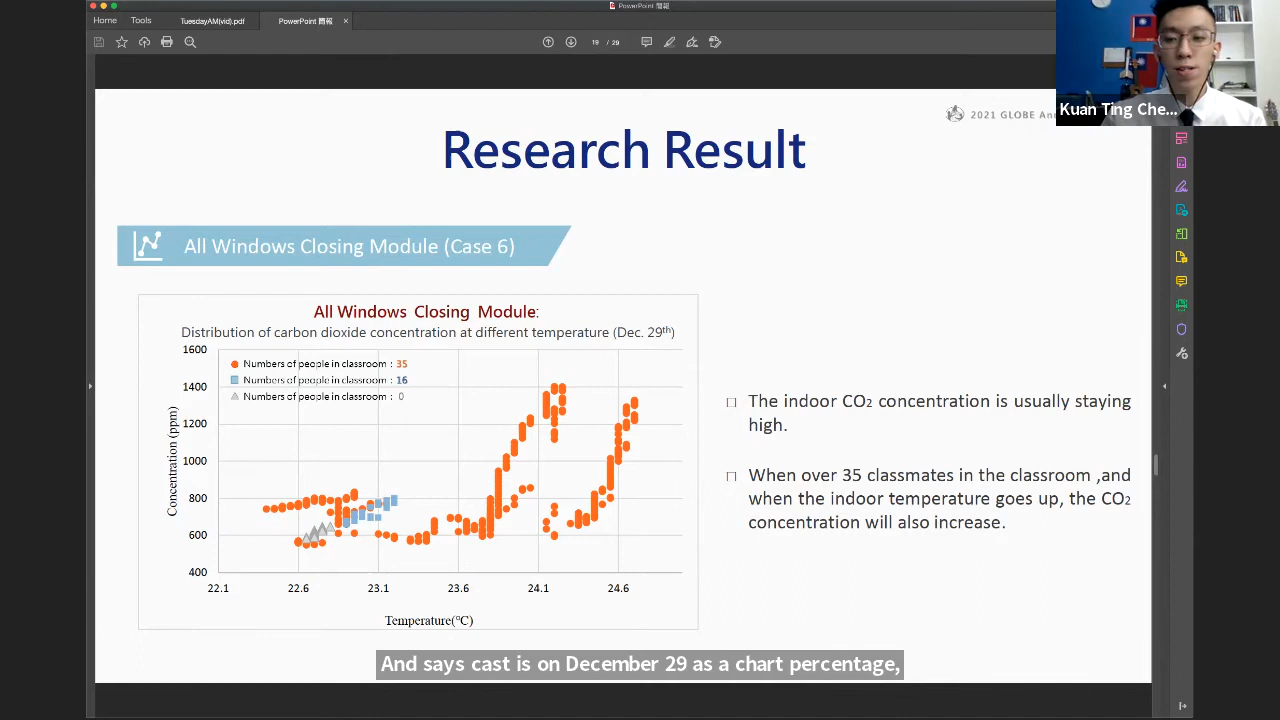 PowerPoint 簡報
Home Tools TuesdayAM(vid).pdf PowerPoint 簡報 ×
19 / 29
Kuan Ting Che...
2021 GLOBE An
Research Result
All Windows Closing Module (Case 6)
All Windows Closing Module:
Distribution of carbon dioxide concentration at different temperature (Dec. 29th)
Numbers of people in classroom : 35
Numbers of people in classroom : 16
Numbers of people in classroom : 0
Concentration (ppm)
1600
1400
1200
1000
800
600
400
22.1 22.6 23.1 23.6 24.1 24.6
Temperature(℃)
□ The indoor CO₂ concentration is usually staying
high.
□ When over 35 classmates in the classroom ,and
when the indoor temperature goes up, the CO₂
concentration will also increase.
And says cast is on December 29 as a chart percentage,